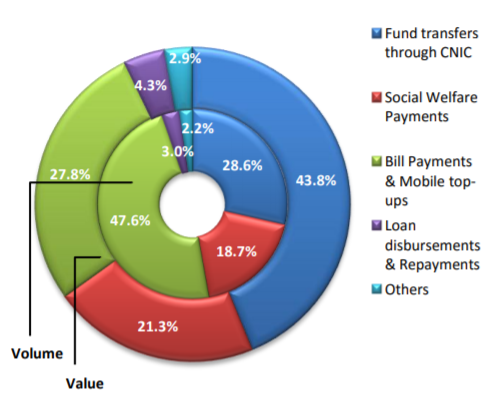 2.9%
4.3%
2.2%
3.0%
28.6%
43.8%
27.8%
47.6%
18.7%
21.3%
Volume
Value
Fund transfers
through CNIC
Social Welfare
Payments
Bill Payments
& Mobile top-
ups
Loan
disbursements
& Repayments
Others